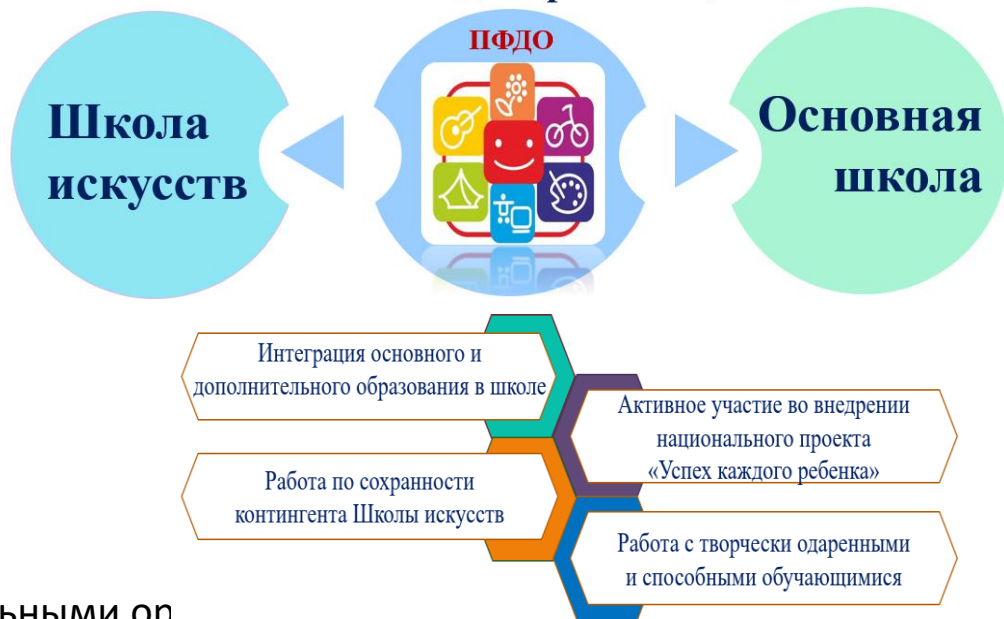 ПФДО
Школа
искусств
Основная
школа
Интеграция основного и
дополнительного образования в школе
Активное участие во внедрении
национального проекта
«Успех каждого ребенка»
Работа по сохранности
контингента Школы искусств
Работа с творчески одаренными
и способными обучающимися